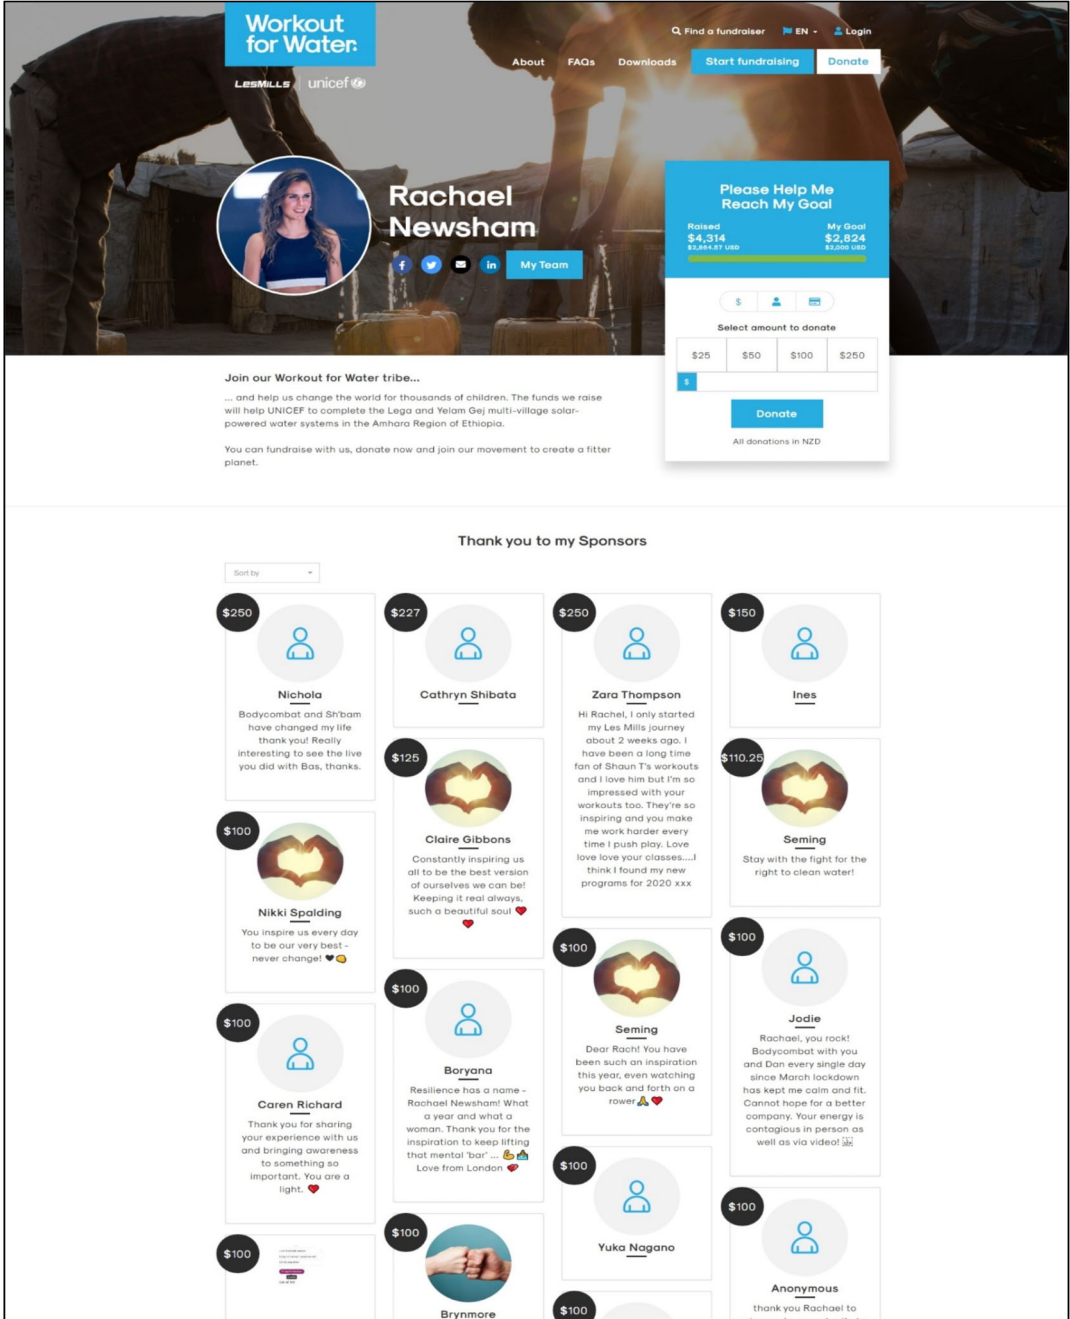 Workout
for Water:
LesMILLS unicef
Find a fundraiser EN Login
About FAQs Downloads Start fundraising Donate
Rachael
Newsham
My Team
Please Help Me
Reach My Goal
Raised My Goal
$4,314 $2,824
$2,864.57 USD $2,000 USD
$
Select amount to donate
$25 $50 $100 $250
$
Donate
All donations in NZD
Join our Workout for Water tribe...
... and help us change the world for thousands of children. The funds we raise
will help UNICEF to complete the Lega and Yelam Gej multi-village solar-
powered water systems in the Amhara Region of Ethiopia.
You can fundraise with us, donate now and join our movement to create a fitter
planet.
Thank you to my Sponsors
Sort by
$250
Nichola
Bodycombat and Sh'bam
have changed my life
thank you! Really
interesting to see the live
you did with Bas, thanks.
$227
Cathryn Shibata
$250
Zara Thompson
Hi Rachel, I only started
my Les Mills journey
about 2 weeks ago. I
have been a long time
fan of Shaun T's workouts
and I love him but I'm so
impressed with your
workouts too. They're so
inspiring and you make
me work harder every
time I push play. Love
love love your classes....I
think I found my new
programs for 2020 xxx
$150
Ines
$125
Claire Gibbons
Constantly inspiring us
all to be the best version
of ourselves we can be!
Keeping it real always,
such a beautiful soul ❤️
❤️
$110.25
Seming
Stay with the fight for the
right to clean water!
$100
Nikki Spalding
You inspire us every day
to be our very best -
never change! 🖤👊
$100
Seming
Dear Rach! You have
been such an inspiration
this year, even watching
you back and forth on a
rower🙏❤️
$100
Jodie
Rachael, you rock!
Bodycombat with you
and Dan every single day
since March lockdown
has kept me calm and fit.
Cannot hope for a better
company. Your energy is
contagious in person as
well as via video!
$100
Boryana
Resilience has a name -
Rachael Newsham! What
a year and what a
woman. Thank you for the
inspiration to keep lifting
that mental 'bar' ... 💪
Love from London 💕
$100
Caren Richard
Thank you for sharing
your experience with us
and bringing awareness
to something so
important. You are a
light. ❤️
$100
Yuka Nagano
$100
Anonymous
thank you Rachael to
$100
Brynmore
$100
$100